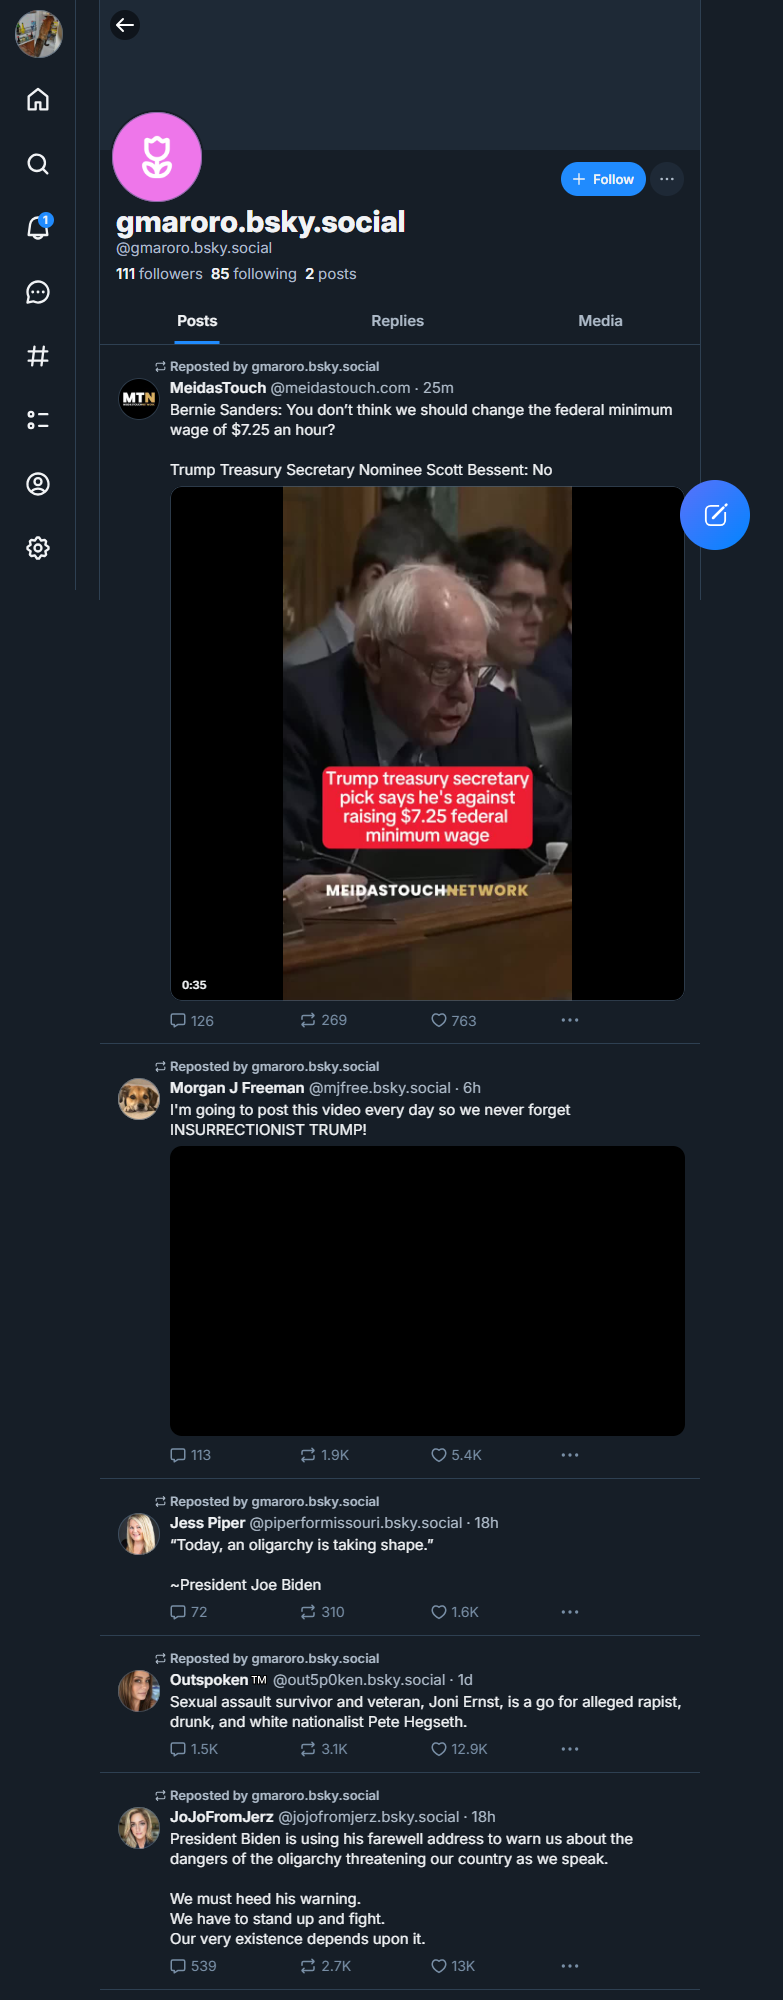 1
+ Follow
gmaroro.bsky.social
@gmaroro.bsky.social
111 followers 85 following 2 posts
Posts Replies Media
Reposted by gmaroro.bsky.social
MTN
MeidasTouch @meidastouch.com · 25m
Bernie Sanders: You don’t think we should change the federal minimum
wage of $7.25 an hour?
Trump Treasury Secretary Nominee Scott Bessent: No
Trump treasury secretary
pick says he's against
raising $7.25 federal
minimum wage
MEIDASTOUCH NETWORK
0:35
126 269 763
Reposted by gmaroro.bsky.social
Morgan J Freeman @mjfree.bsky.social · 6h
I'm going to post this video every day so we never forget
INSURRECTIONIST TRUMP!
113 1.9K 5.4K
Reposted by gmaroro.bsky.social
Jess Piper @piperformissouri.bsky.social · 18h
“Today, an oligarchy is taking shape.”
~President Joe Biden
72 310 1.6K
Reposted by gmaroro.bsky.social
Outspoken™️ @out5p0ken.bsky.social · 1d
Sexual assault survivor and veteran, Joni Ernst, is a go for alleged rapist,
drunk, and white nationalist Pete Hegseth.
1.5K 3.1K 12.9K
Reposted by gmaroro.bsky.social
JoJoFromJerz @jojofromjerz.bsky.social · 18h
President Biden is using his farewell address to warn us about the
dangers of the oligarchy threatening our country as we speak.
We must heed his warning.
We have to stand up and fight.
Our very existence depends upon it.
539 2.7K 13K